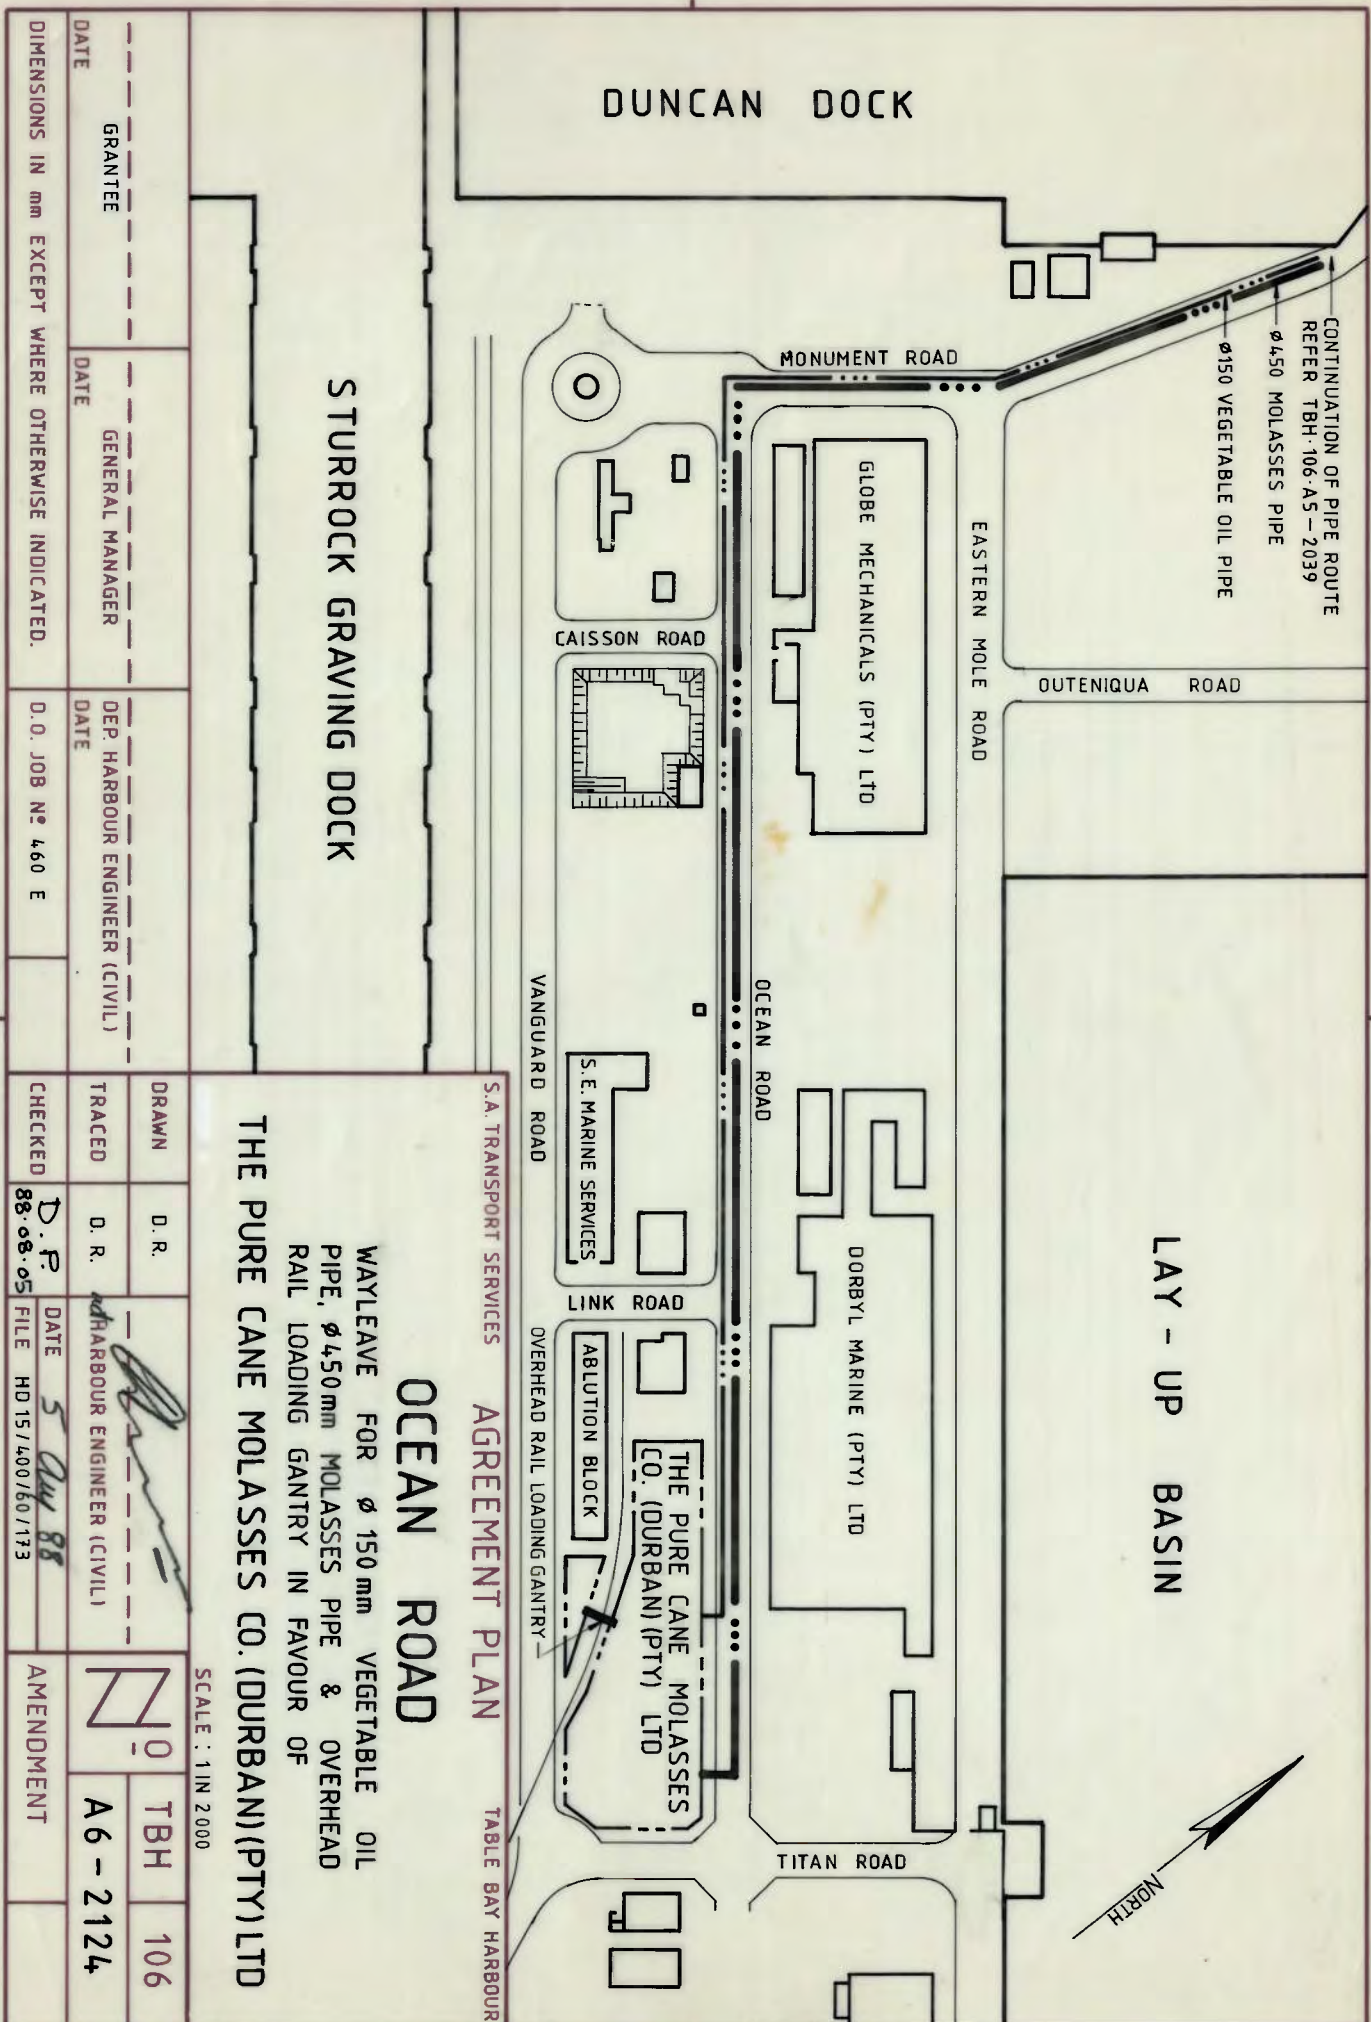 DUNCAN DOCK
CONTINUATION OF PIPE ROUTE
REFER TBH·106·A5-2039
ø450 MOLASSES PIPE
ø150 VEGETABLE OIL PIPE
MONUMENT ROAD
EASTERN MOLE ROAD
OUTENIQUA ROAD
GLOBE MECHANICALS (PTY) LTD
CAISSON ROAD
STURROCK GRAVING DOCK
OCEAN ROAD
VANGUARD ROAD
S.E. MARINE SERVICES
LINK ROAD
DORBYL MARINE (PTY) LTD
LAY-UP BASIN
ABLUTION BLOCK
THE PURE CANE MOLASSES
CO. (DURBAN) (PTY) LTD
OVERHEAD RAIL LOADING GANTRY
TITAN ROAD
NORTH
S.A. TRANSPORT SERVICES AGREEMENT PLAN TABLE BAY HARBOUR
OCEAN ROAD
WAYLEAVE FOR ø 150 mm VEGETABLE OIL
PIPE, ø450mm MOLASSES PIPE & OVERHEAD
RAIL LOADING GANTRY IN FAVOUR OF
THE PURE CANE MOLASSES CO. (DURBAN)(PTY) LTD
SCALE : 1 IN 2000
GRANTEE
DATE
GENERAL MANAGER
DATE
DEP. HARBOUR ENGINEER (CIVIL)
DATE
DIMENSIONS IN mm EXCEPT WHERE OTHERWISE INDICATED.
D.O. JOB Nº 460 E
DRAWN D.R.
TRACED D.R.
CHECKED D.P.
88.08.05
HARBOUR ENGINEER (CIVIL)
DATE 5 Aug 88
FILE HD 15/400/60/173
Nº TBH 106
A6-2124
AMENDMENT